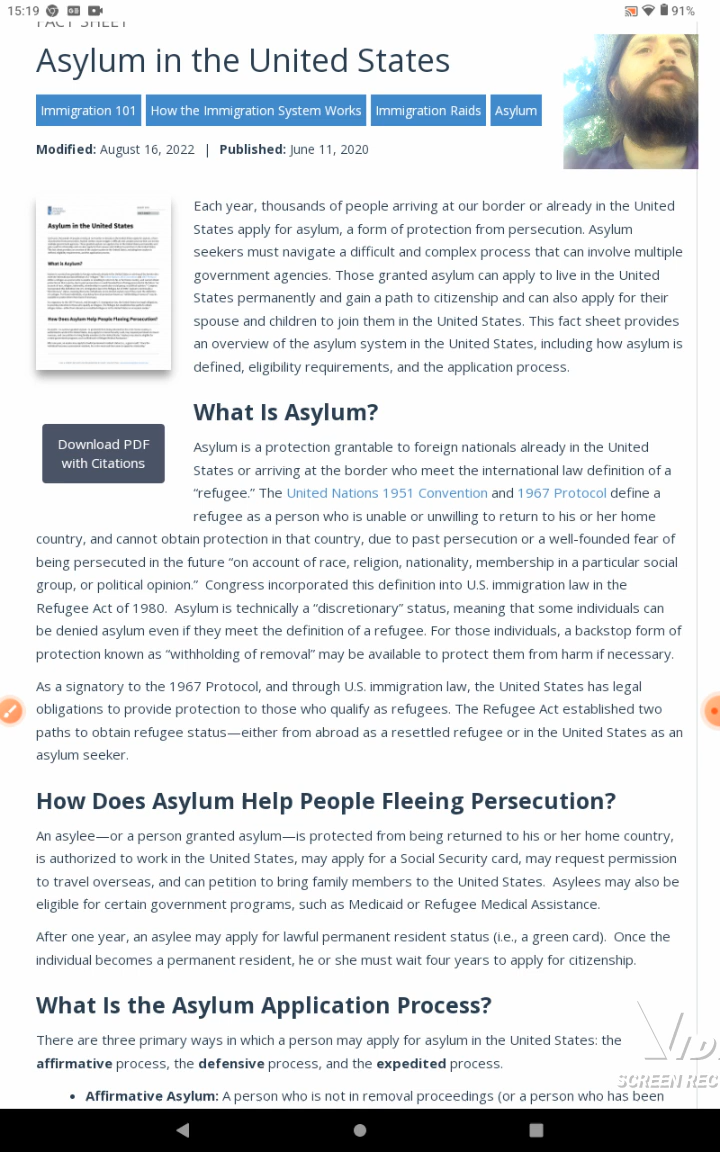 15:19
91%
FACT SHEET
Asylum in the United States
Immigration 101 How the Immigration System Works Immigration Raids Asylum
Modified: August 16, 2022 | Published: June 11, 2020
Asylum in the United States
What Is Asylum?
How Does Asylum Help People Fleeing Persecution?
Download PDF
with Citations
Each year, thousands of people arriving at our border or already in the United
States apply for asylum, a form of protection from persecution. Asylum
seekers must navigate a difficult and complex process that can involve multiple
government agencies. Those granted asylum can apply to live in the United
States permanently and gain a path to citizenship and can also apply for their
spouse and children to join them in the United States. This fact sheet provides
an overview of the asylum system in the United States, including how asylum is
defined, eligibility requirements, and the application process.
What Is Asylum?
Asylum is a protection grantable to foreign nationals already in the United
States or arriving at the border who meet the international law definition of a
“refugee.” The United Nations 1951 Convention and 1967 Protocol define a
refugee as a person who is unable or unwilling to return to his or her home
country, and cannot obtain protection in that country, due to past persecution or a well-founded fear of
being persecuted in the future “on account of race, religion, nationality, membership in a particular social
group, or political opinion.” Congress incorporated this definition into U.S. immigration law in the
Refugee Act of 1980. Asylum is technically a “discretionary” status, meaning that some individuals can
be denied asylum even if they meet the definition of a refugee. For those individuals, a backstop form of
protection known as “withholding of removal” may be available to protect them from harm if necessary.
As a signatory to the 1967 Protocol, and through U.S. immigration law, the United States has legal
obligations to provide protection to those who qualify as refugees. The Refugee Act established two
paths to obtain refugee status—either from abroad as a resettled refugee or in the United States as an
asylum seeker.
How Does Asylum Help People Fleeing Persecution?
An asylee—or a person granted asylum—is protected from being returned to his or her home country,
is authorized to work in the United States, may apply for a Social Security card, may request permission
to travel overseas, and can petition to bring family members to the United States. Asylees may also be
eligible for certain government programs, such as Medicaid or Refugee Medical Assistance.
After one year, an asylee may apply for lawful permanent resident status (i.e., a green card). Once the
individual becomes a permanent resident, he or she must wait four years to apply for citizenship.
What Is the Asylum Application Process?
There are three primary ways in which a person may apply for asylum in the United States: the
affirmative process, the defensive process, and the expedited process.
• Affirmative Asylum: A person who is not in removal proceedings (or a person who has been
SCREEN REC